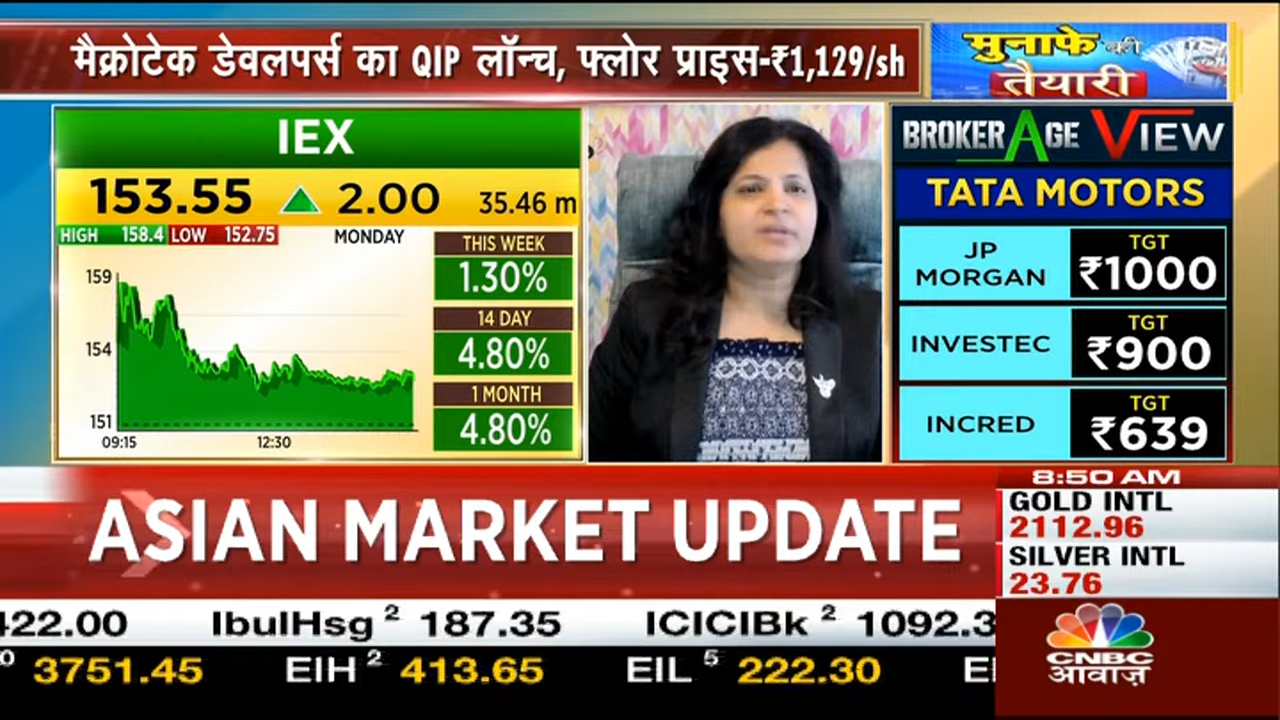 मैक्रोटेक डेवलपर्स का QIP लॉन्च, फ्लोर प्राइस-₹1,129/sh
मुनाफे की
तैयारी
IEX
153.55 2.00 35.46 m
HIGH 158.4 LOW 152.75 MONDAY
159
154
151
09:15 12:30
THIS WEEK
1.30%
14 DAY
4.80%
1 MONTH
4.80%
BROKERAGE VIEW
TATA MOTORS
JP MORGAN TGT ₹1000
INVESTEC TGT ₹900
INCRED TGT ₹639
ASIAN MARKET UPDATE
8:50 AM
GOLD INTL
2112.96
SILVER INTL
23.76
422.00 IbulHsg 2 187.35 ICICIBk 2 1092.3
0 3751.45 EIH 2 413.65 EIL 5 222.30
CNBC
आवाज़